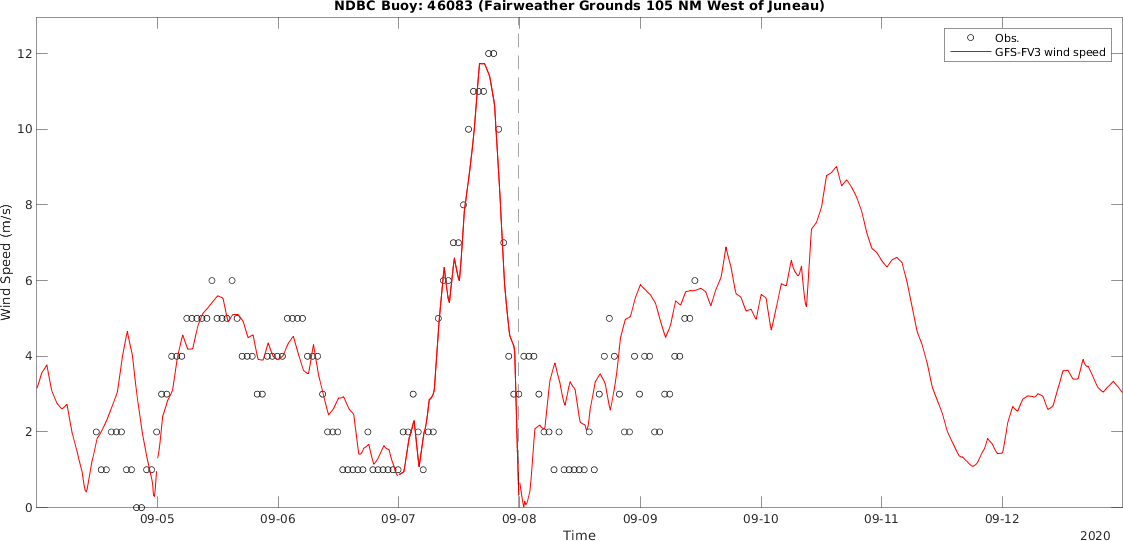 NDBC Buoy: 46083 (Fairweather Grounds 105 NM West of Juneau)
Obs.
GFS-FV3 wind speed
Wind Speed (m/s)
12
10
8
6
4
2
0
09-05 09-06 09-07 09-08 09-09 09-10 09-11 09-12
Time
2020